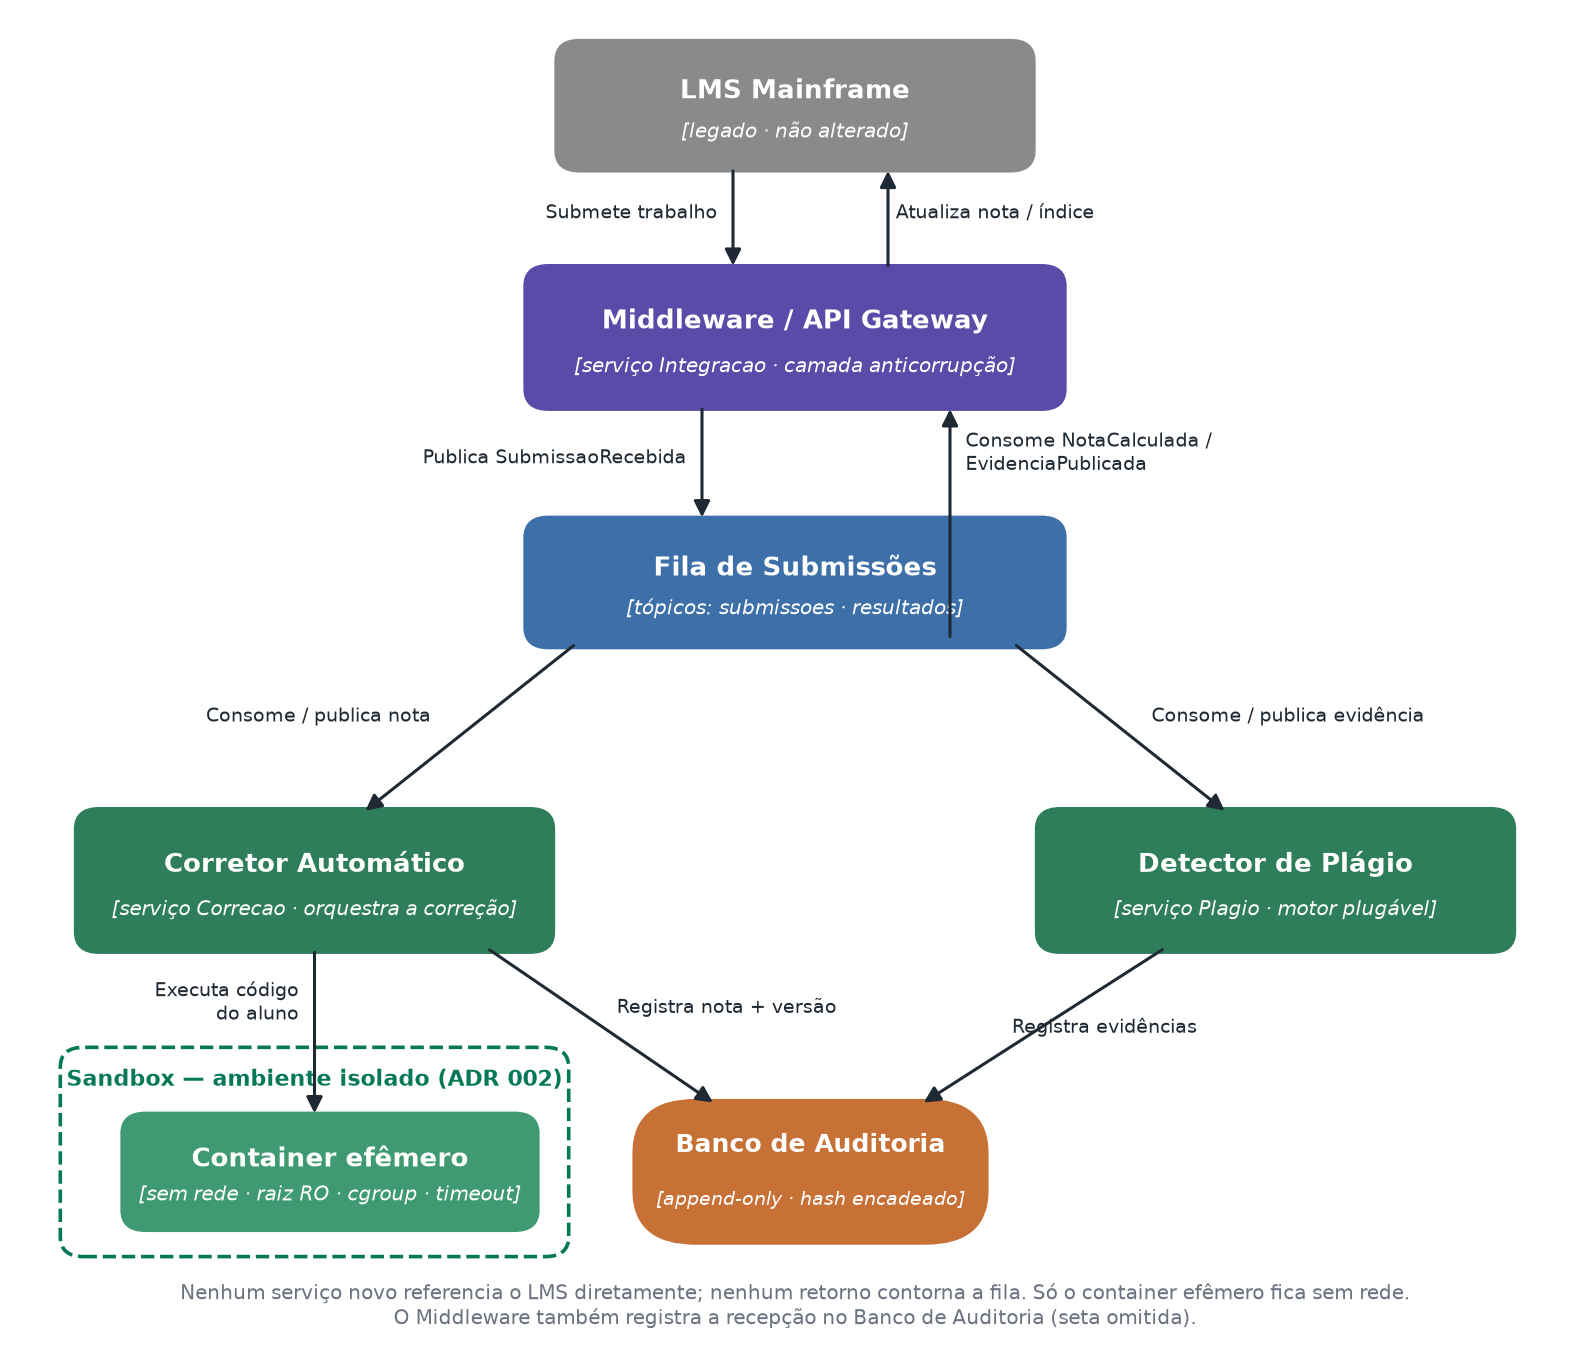 LMS Mainframe
[legado · não alterado]
Submete trabalho
Atualiza nota / índice
Middleware / API Gateway
[serviço Integracao · camada anticorrupção]
Publica SubmissaoRecebida
Consome NotaCalculada /
EvidenciaPublicada
Fila de Submissões
[tópicos: submissoes · resultados]
Consome / publica nota
Consome / publica evidência
Corretor Automático
[serviço Correcao · orquestra a correção]
Detector de Plágio
[serviço Plagio · motor plugável]
Executa código
do aluno
Registra nota + versão
Registra evidências
Sandbox — ambiente isolado (ADR 002)
Container efêmero
[sem rede · raiz RO · cgroup · timeout]
Banco de Auditoria
[append-only · hash encadeado]
Nenhum serviço novo referencia o LMS diretamente; nenhum retorno contorna a fila. Só o container efêmero fica sem rede.
O Middleware também registra a recepção no Banco de Auditoria (seta omitida).